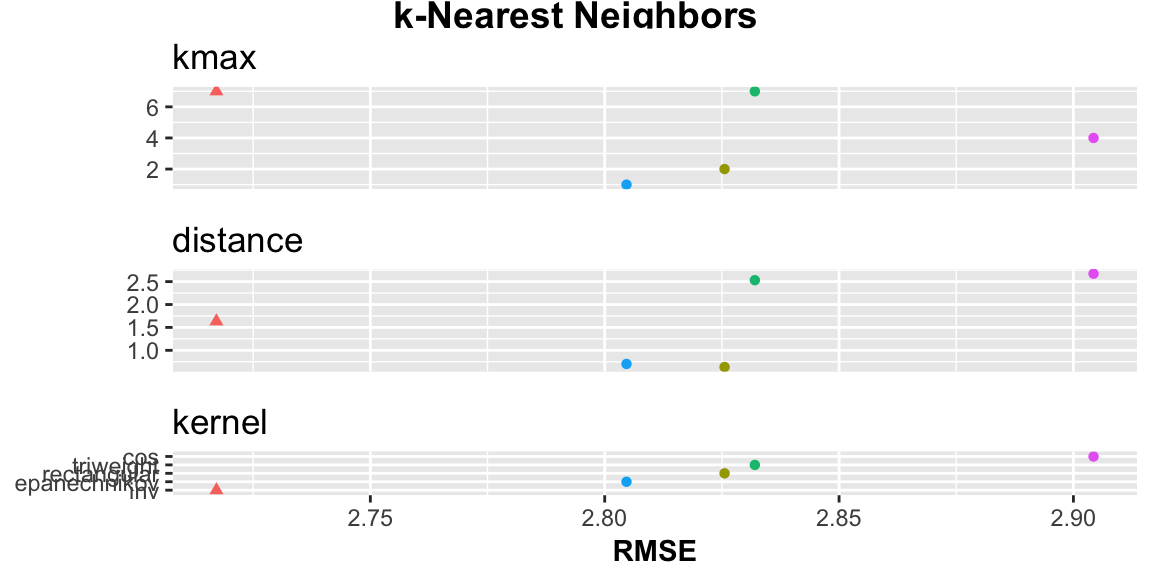 k-Nearest Neighbors
kmax
6
4
2
distance
2.5
2.0
1.5
1.0
kernel
cos
triweight
rectangular
epanechnikov
inv
2.75 2.80 2.85 2.90
RMSE